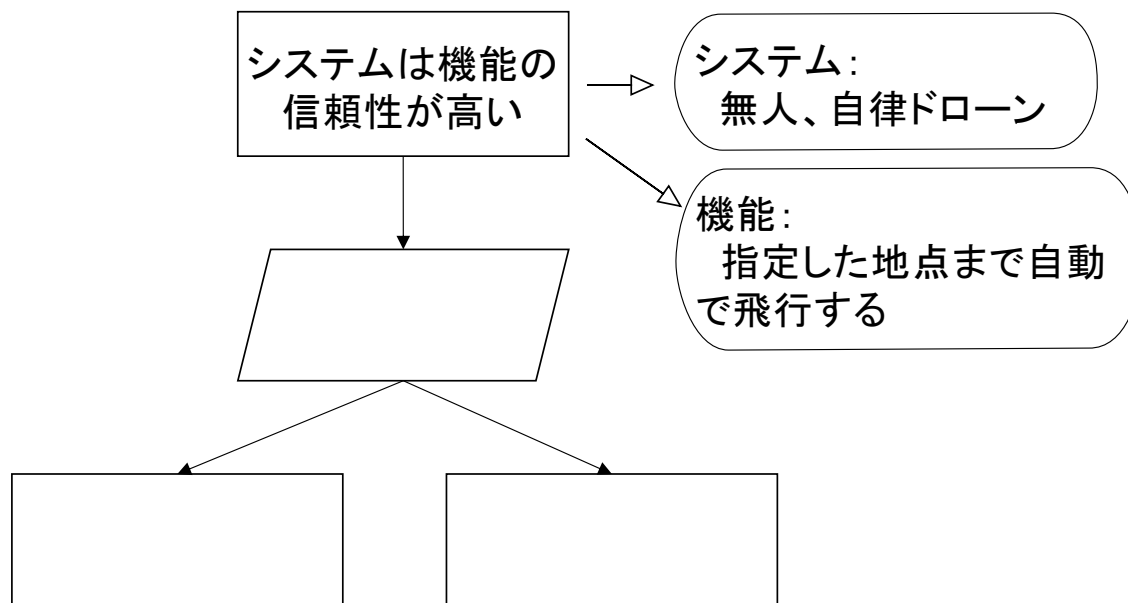 システムは機能の
信頼性が高い
システム：
無人、自律ドローン
機能：
指定した地点まで自動
で飛行する